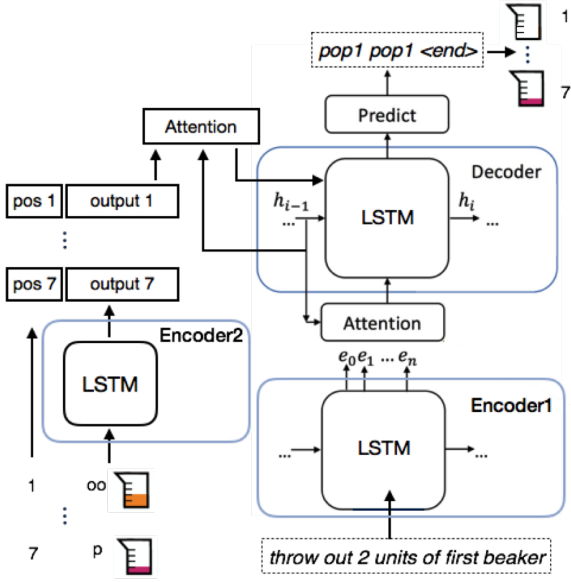 1
pop1 pop1 <end>
7
Predict
Attention
Decoder
pos 1 output 1
h_{i-1}
h_i
...
LSTM
...
pos 7 output 7
Attention
Encoder2
e_0 e_1 ... e_n
LSTM
Encoder1
...
LSTM
...
1 oo
7 p
throw out 2 units of first beaker